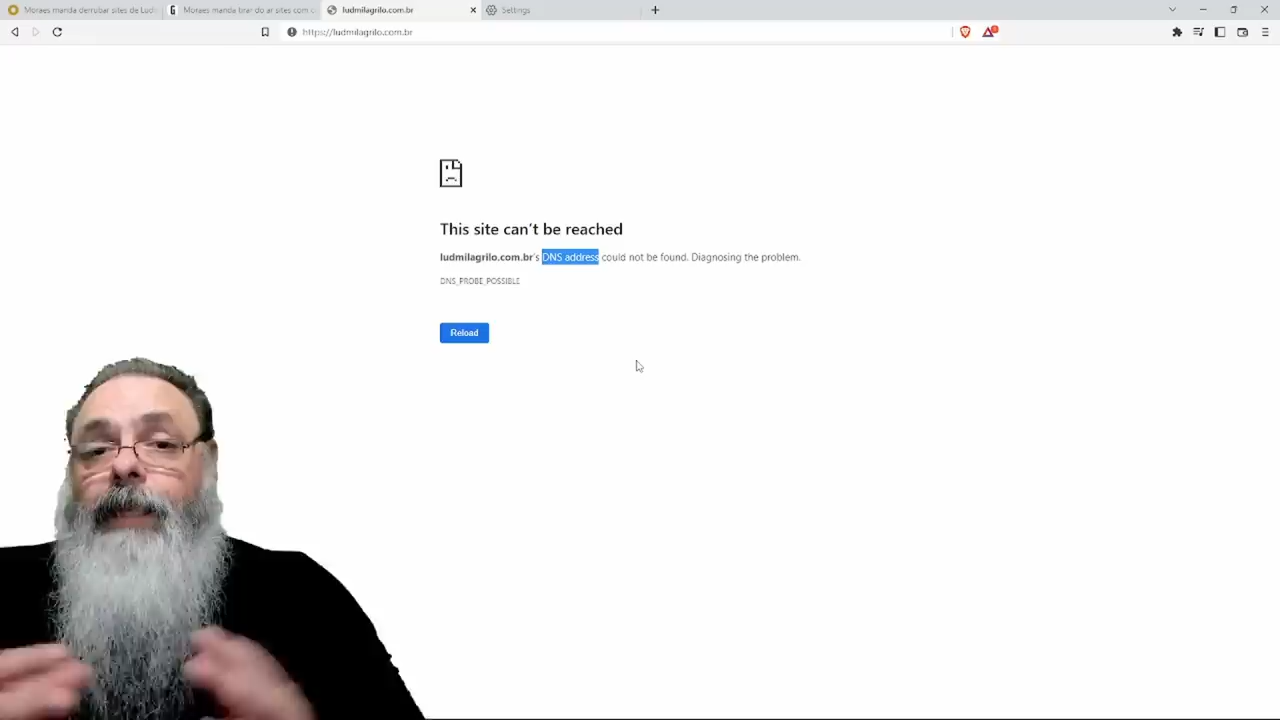 Moraes manda derrubar sites de Lud
Moraes manda tirar do ar sites com c
ludmilagrilo.com.br
Settings
https://ludmilagrilo.com.br
This site can't be reached
ludmilagrilo.com.br's DNS address could not be found. Diagnosing the problem.
DNS_PROBE_POSSIBLE
Reload